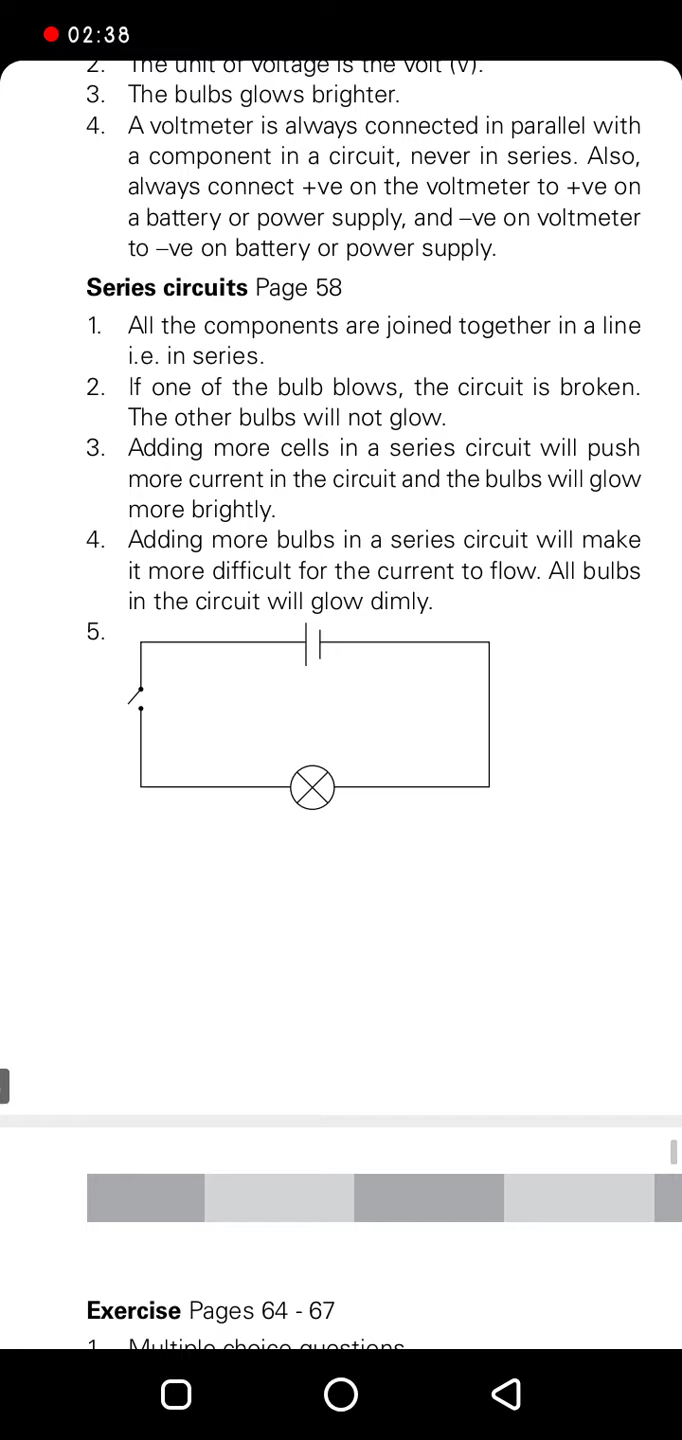 02:38
2. The unit of voltage is the volt (V).
3. The bulbs glows brighter.
4. A voltmeter is always connected in parallel with
a component in a circuit, never in series. Also,
always connect +ve on the voltmeter to +ve on
a battery or power supply, and –ve on voltmeter
to –ve on battery or power supply.
Series circuits Page 58
1. All the components are joined together in a line
i.e. in series.
2. If one of the bulb blows, the circuit is broken.
The other bulbs will not glow.
3. Adding more cells in a series circuit will push
more current in the circuit and the bulbs will glow
more brightly.
4. Adding more bulbs in a series circuit will make
it more difficult for the current to flow. All bulbs
in the circuit will glow dimly.
5.
Exercise Pages 64 - 67
1. Multiple choice questions